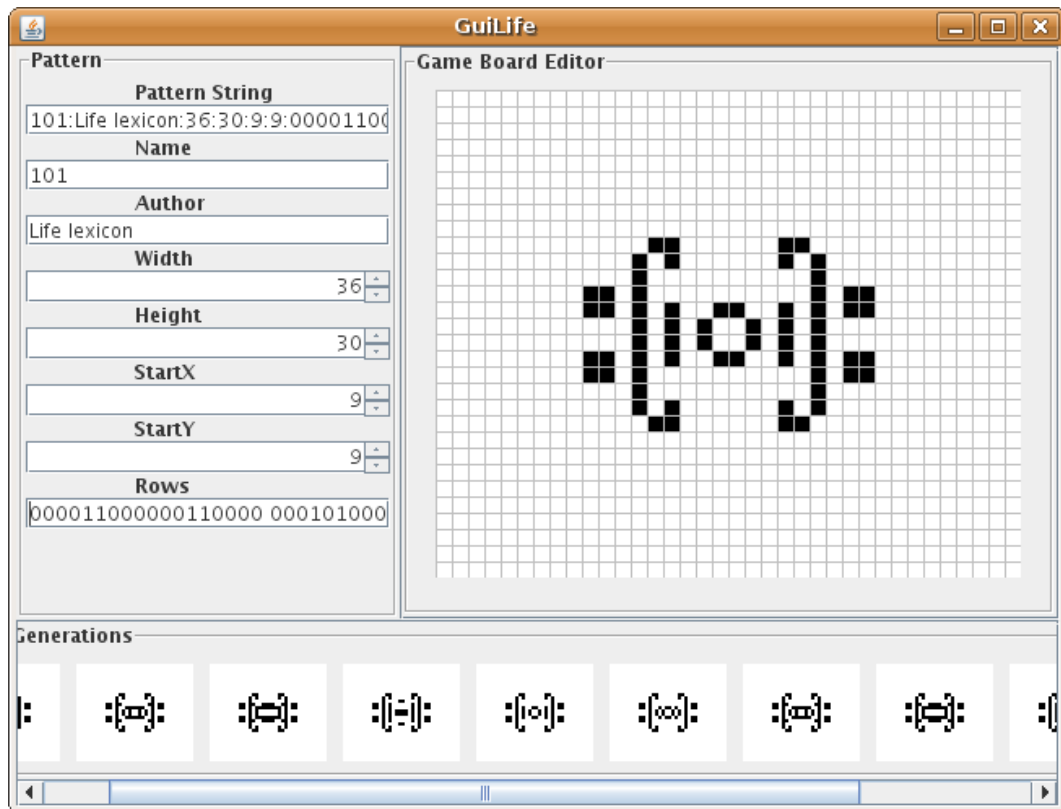 GuiLife
Pattern
Pattern String
101:Life lexicon:36:30:9:9:00001100
Name
101
Author
Life lexicon
Width
36
Height
30
StartX
9
StartY
9
Rows
000011000000110000 000101000
Game Board Editor
Generations